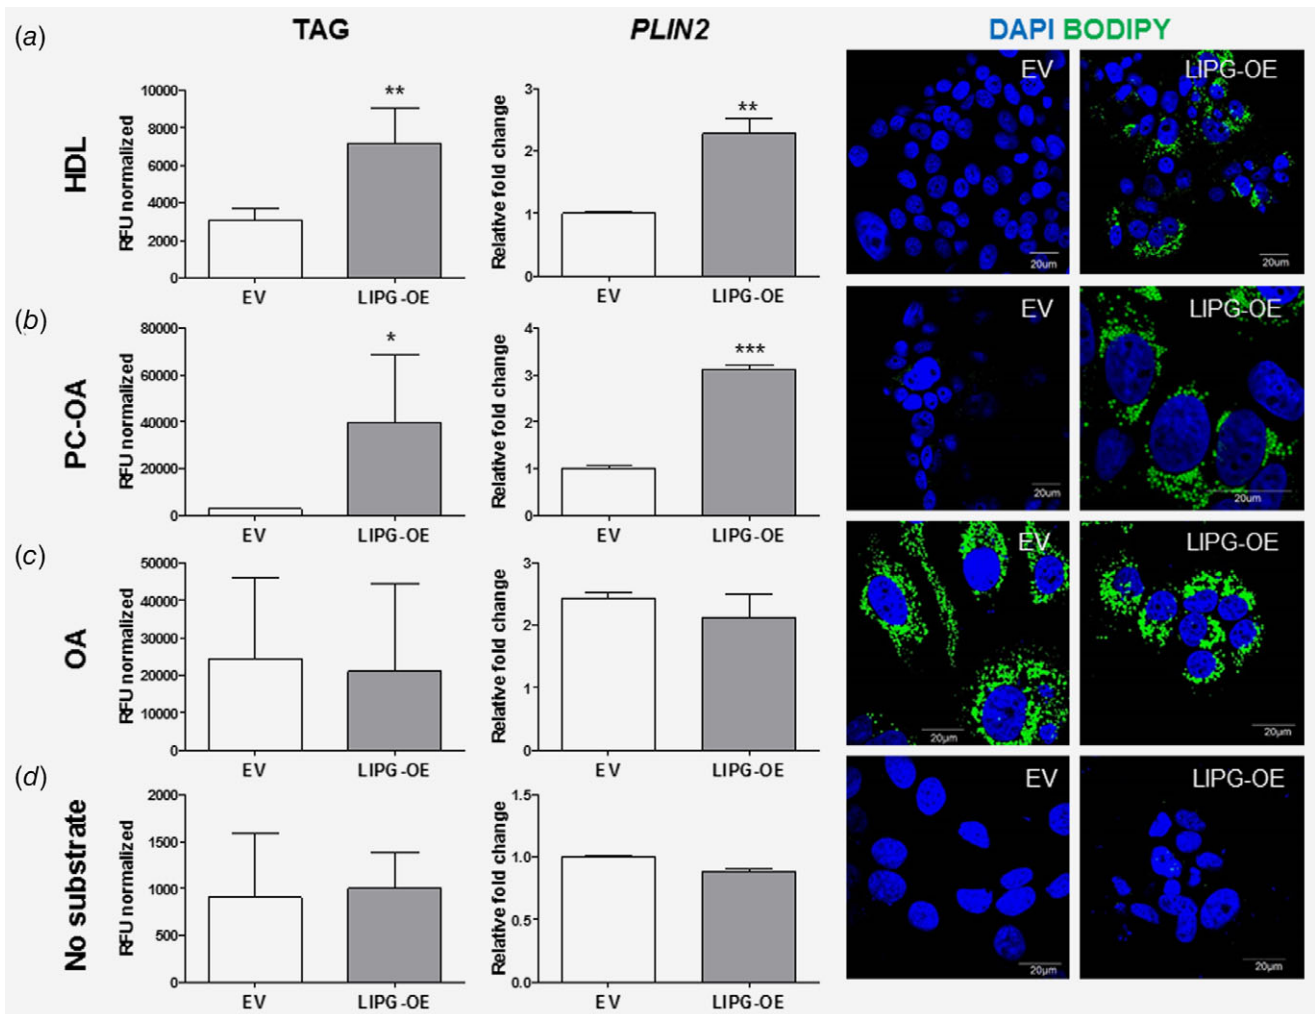 TAG PLIN2 DAPI BODIPY
(a)
HDL
RFU normalized
10000
8000
6000
4000
2000
0
**
EV LIPG-OE
Relative fold change
3
2
1
0
**
EV LIPG-OE
EV
20um
LIPG-OE
20um
(b)
PC-OA
RFU normalized
80000
60000
40000
20000
0
*
EV LIPG-OE
Relative fold change
4
3
2
1
0
***
EV LIPG-OE
EV
20um
LIPG-OE
20um
(c)
OA
RFU normalized
50000
40000
30000
20000
10000
0
EV LIPG-OE
Relative fold change
3
2
1
0
EV LIPG-OE
EV
20µm
LIPG-OE
20µm
(d)
No substrate
RFU normalized
2000
1500
1000
500
0
EV LIPG-OE
Relative fold change
1.5
1.0
0.5
0.0
EV LIPG-OE
EV
20µm
LIPG-OE
20µm